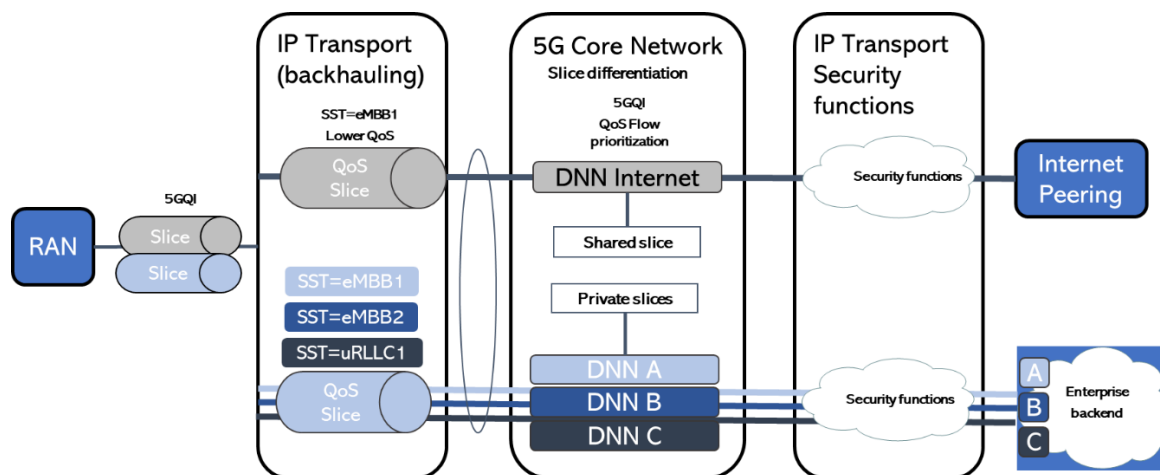 IP Transport
(backhauling)
SST=eMBB1
Lower QoS
QoS
Slice
5GQI
RAN
Slice
Slice
SST=eMBB1
SST=eMBB2
SST=uRLLC1
QoS
Slice
5G Core Network
Slice differentiation
5GQI
QoS Flow
prioritization
DNN Internet
Shared slice
Private slices
DNN A
DNN B
DNN C
IP Transport
Security
functions
Security functions
Security functions
Internet
Peering
A
B
C
Enterprise
backend